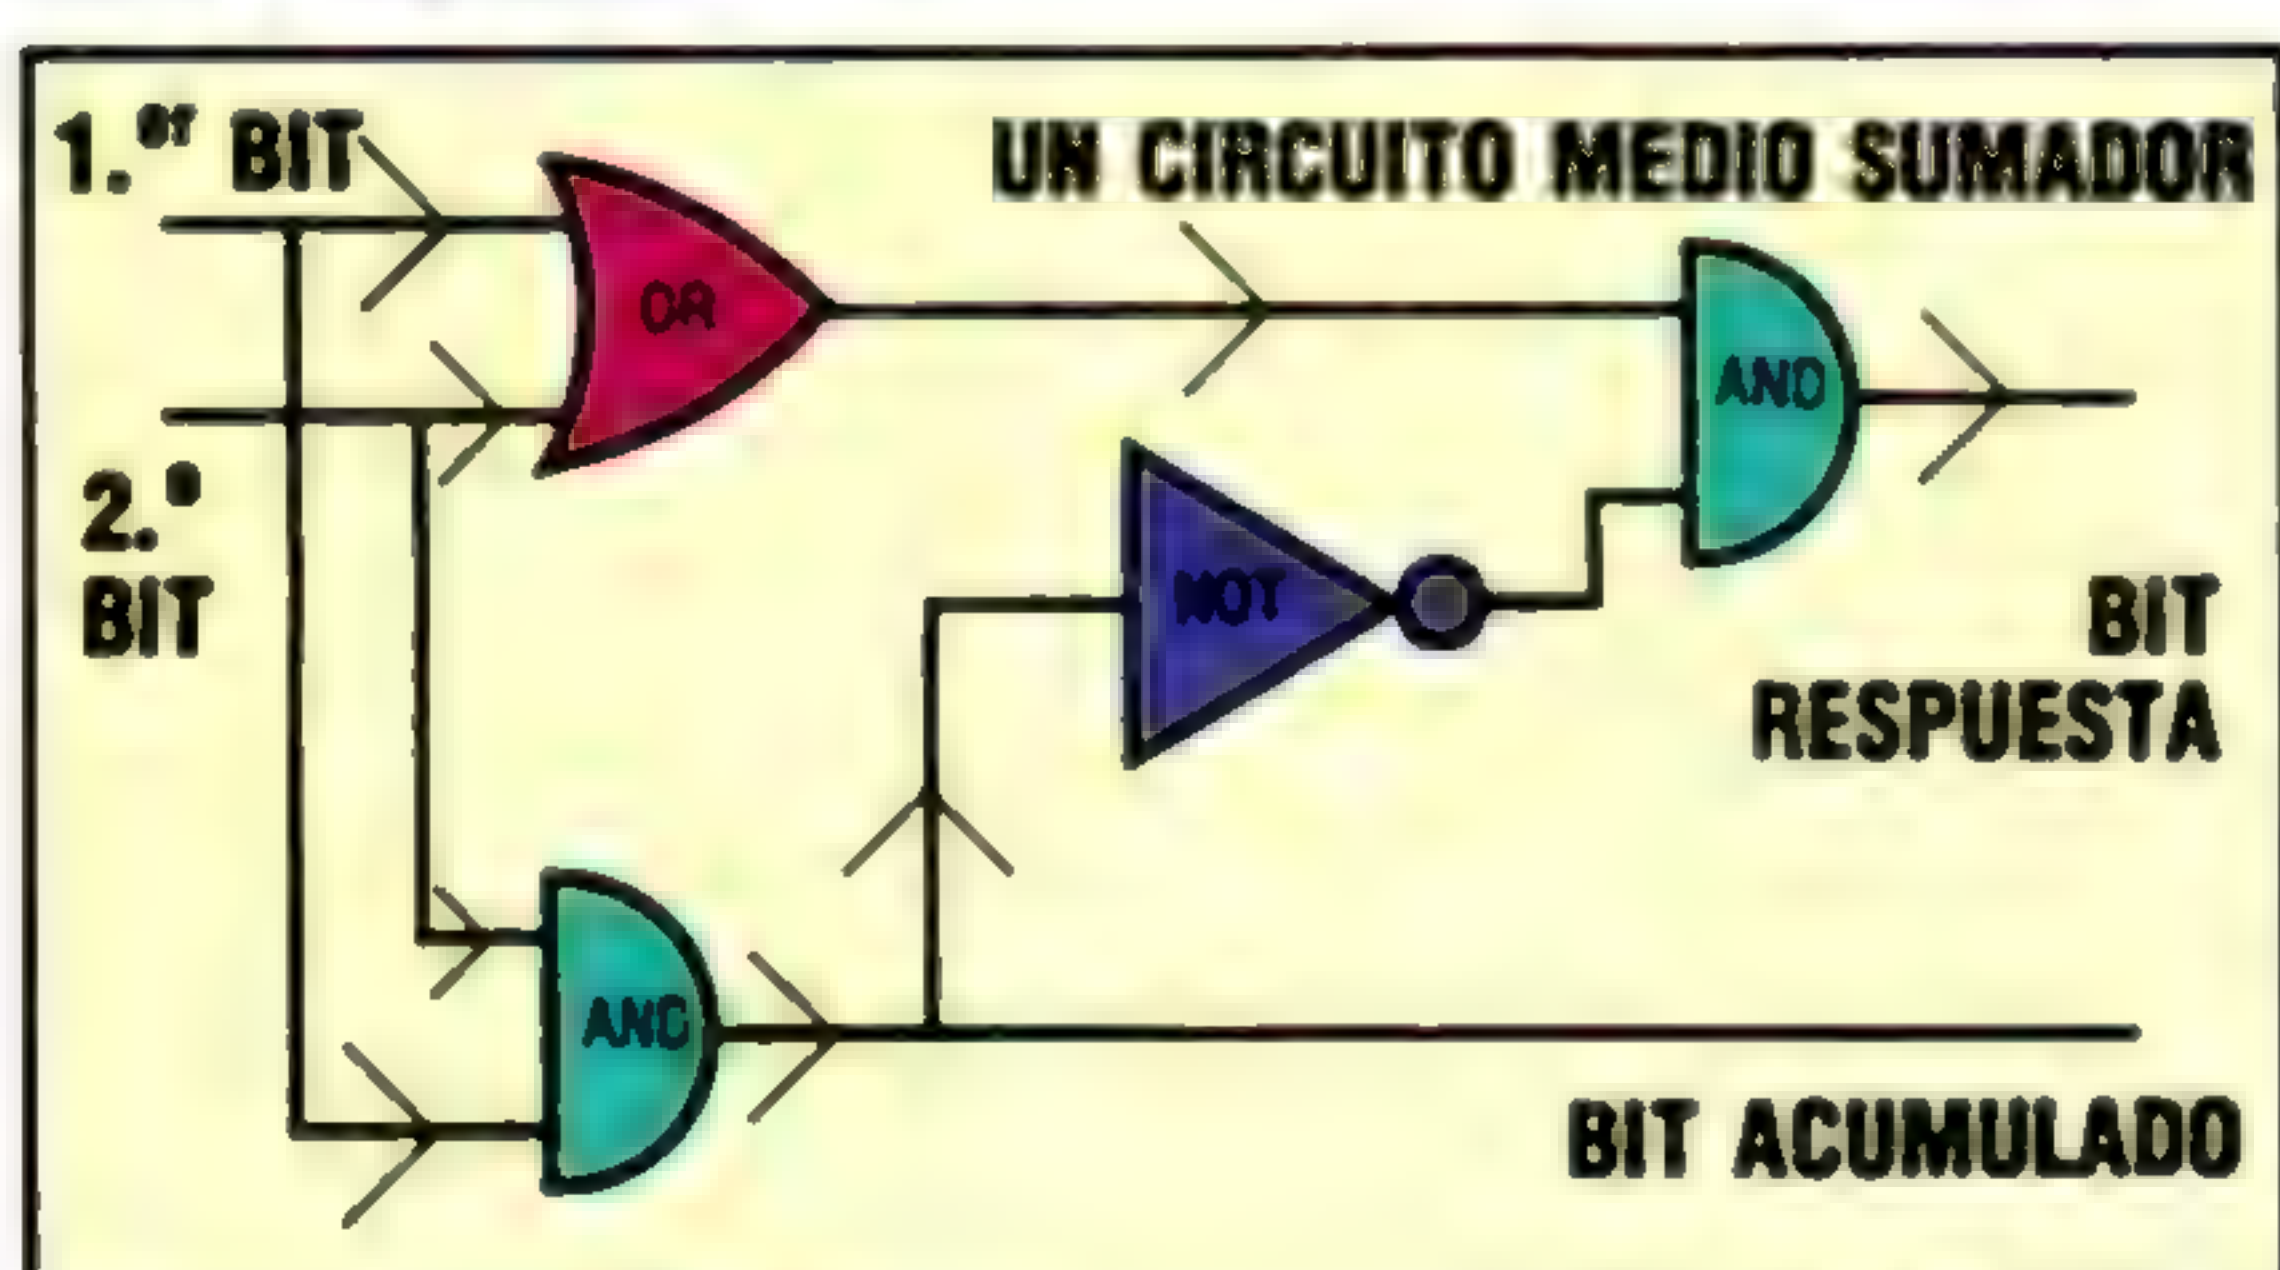 1.er BIT
UN CIRCUITO MEDIO SUMADOR
OR
AND
2.º
BIT
NOT
BIT
RESPUESTA
AND
BIT ACUMULADO